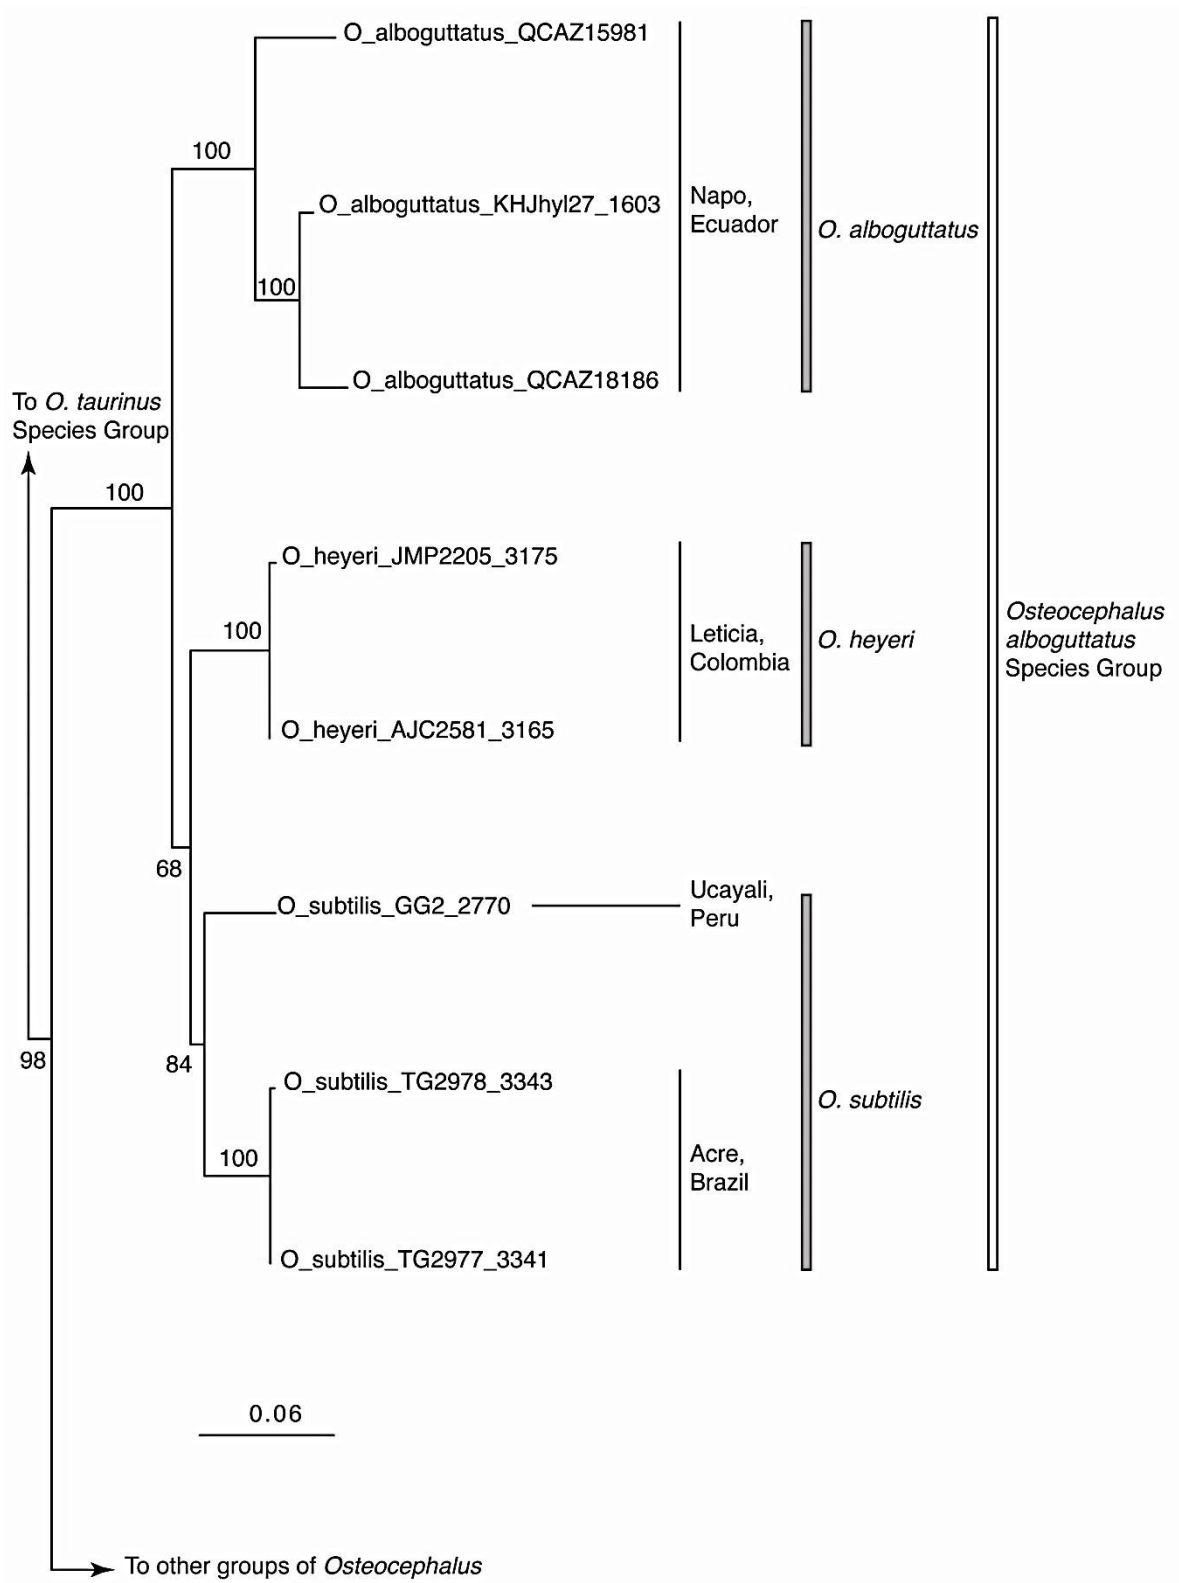 O_alboguttatus_QCAZ15981
100
O_alboguttatus_KHJhyl27_1603
Napo,
Ecuador
O. alboguttatus
100
O_alboguttatus_QCAZ18186
To O. taurinus
Species Group
100
O_heyeri_JMP2205_3175
100
Leticia,
Colombia
O. heyeri
Osteocephalus
alboguttatus
Species Group
O_heyeri_AJC2581_3165
68
O_subtilis_GG2_2770
Ucayali,
Peru
98
84
O_subtilis_TG2978_3343
O. subtilis
100
Acre,
Brazil
O_subtilis_TG2977_3341
0.06
To other groups of Osteocephalus